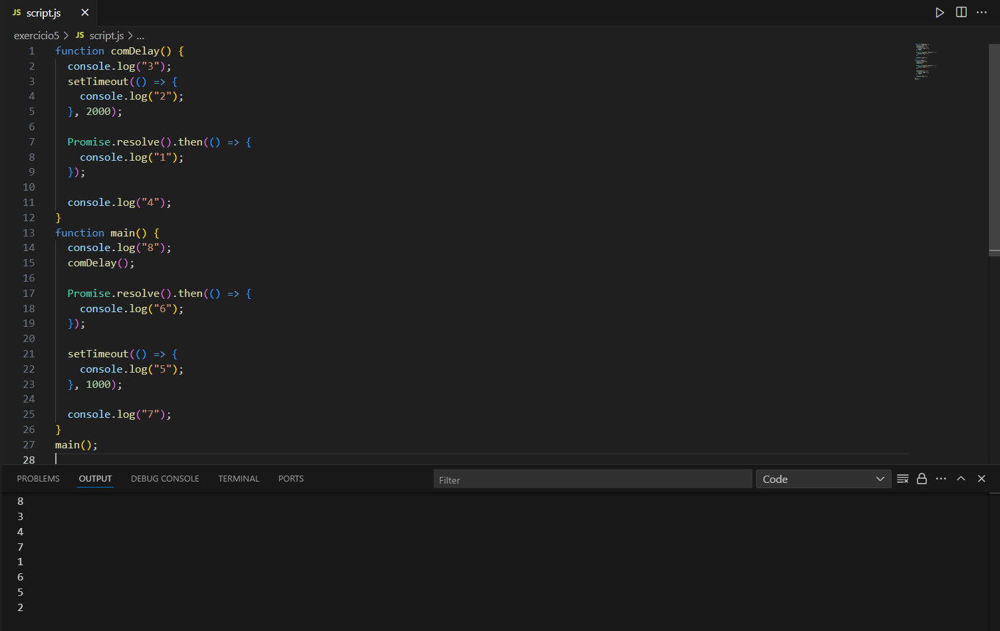 JS script.js
exercicio5 > JS script.js > ...
1 function comDelay() {
2 console.log("3");
3 setTimeout(() => {
4 console.log("2");
5 }, 2000);
6
7 Promise.resolve().then(() => {
8 console.log("1");
9 });
10
11 console.log("4");
12 }
13 function main() {
14 console.log("8");
15 comDelay();
16
17 Promise.resolve().then(() => {
18 console.log("6");
19 });
20
21 setTimeout(() => {
22 console.log("5");
23 }, 1000);
24
25 console.log("7");
26 }
27 main();
28
PROBLEMS OUTPUT DEBUG CONSOLE TERMINAL PORTS Filter Code
8
3
4
7
1
6
5
2